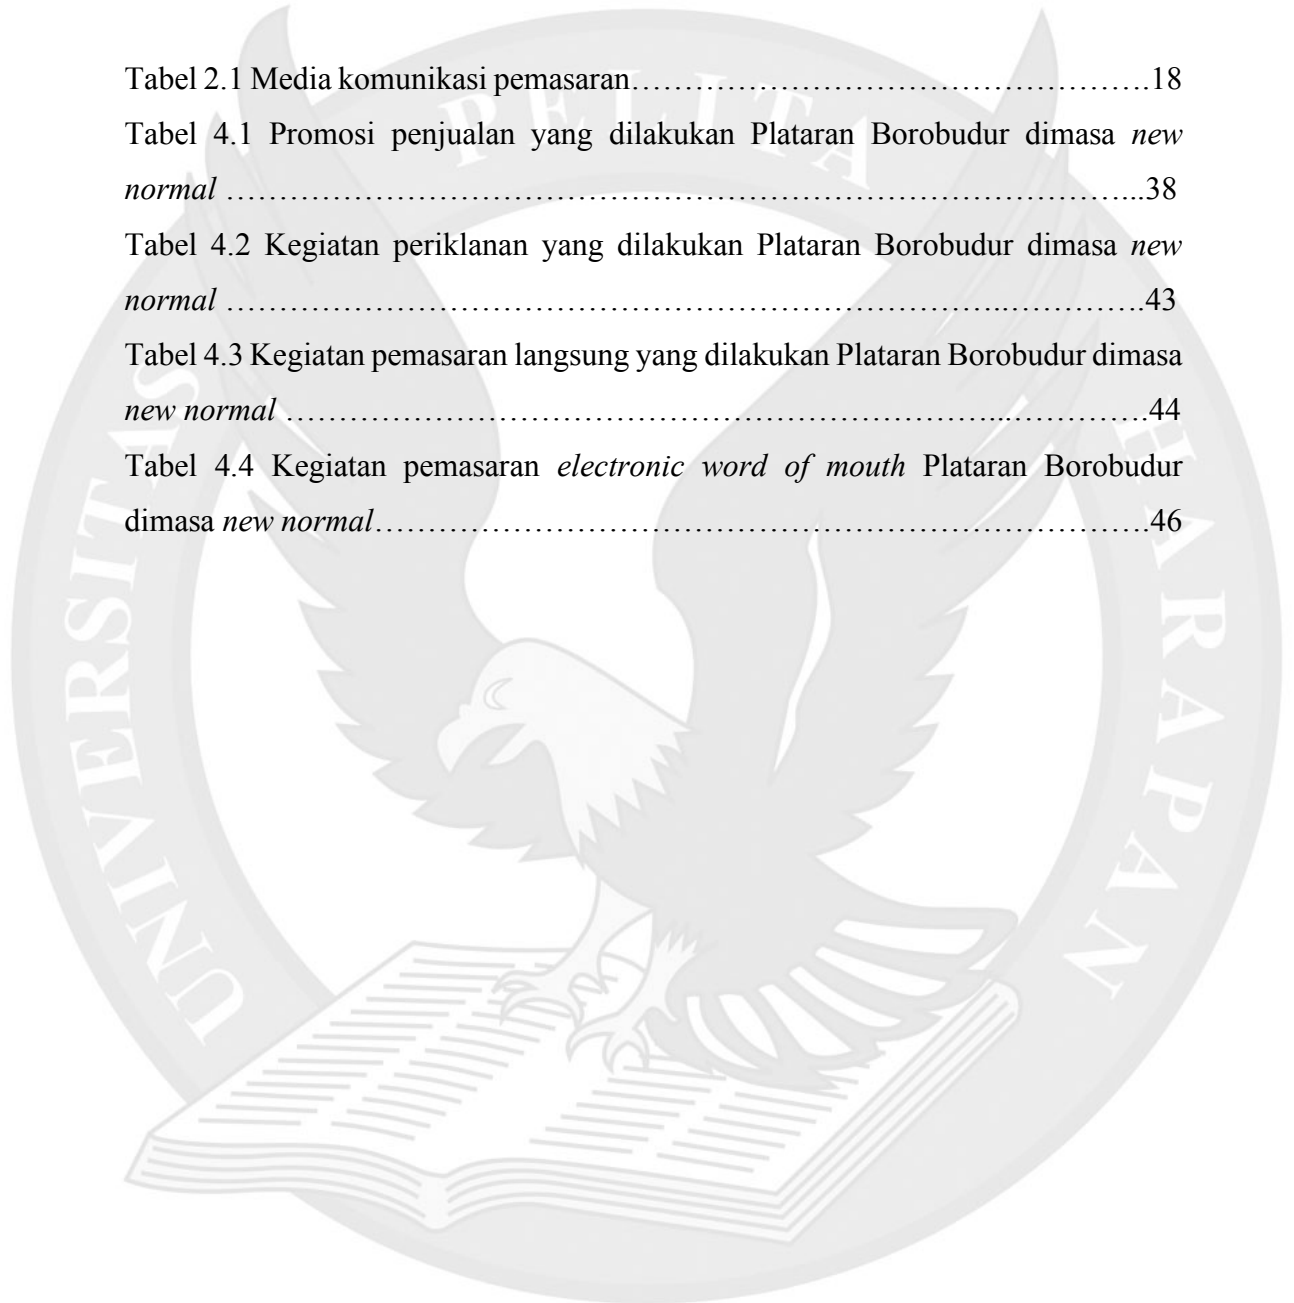 Tabel 2.1 Media komunikasi pemasaran……………………………………………….18
Tabel 4.1 Promosi penjualan yang dilakukan Plataran Borobudur dimasa new
normal …………………………………………………………………………………...38
Tabel 4.2 Kegiatan periklanan yang dilakukan Plataran Borobudur dimasa new
normal ……………………………………………………………………..………….43
Tabel 4.3 Kegiatan pemasaran langsung yang dilakukan Plataran Borobudur dimasa
new normal ………………………………………………………………..…………44
Tabel 4.4 Kegiatan pemasaran electronic word of mouth Plataran Borobudur
dimasa new normal……………………………………………………………………….46
UNIVERSITAS
PELITA
HARAPAN